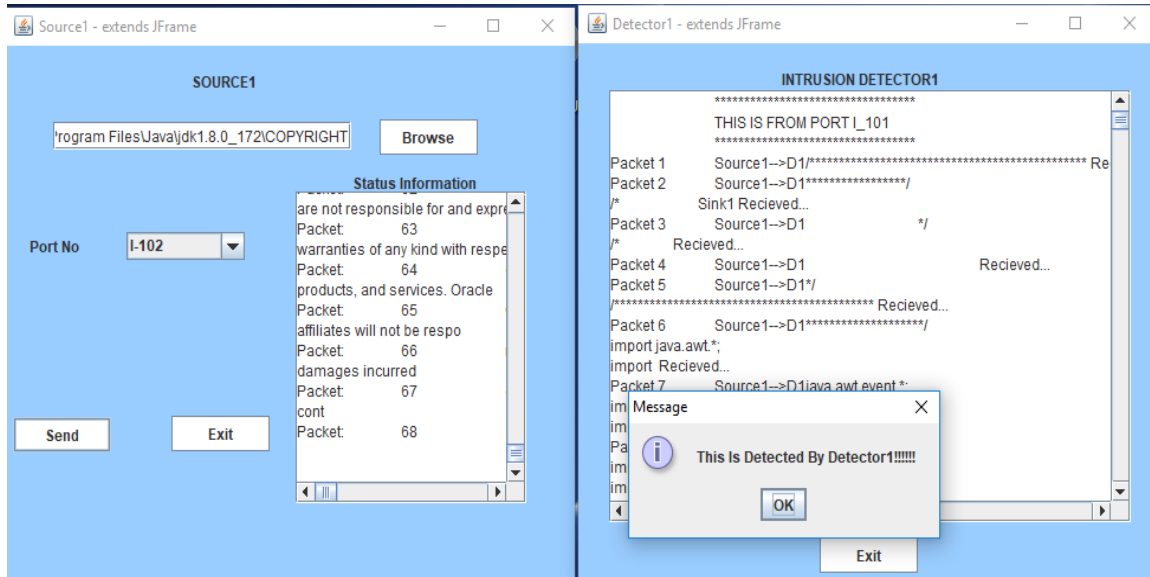 Source1 - extends JFrame
SOURCE1
'rogram Files\Java\jdk1.8.0_172\COPYRIGHT
Browse
Status Information
are not responsible for and expre
Packet: 63
warranties of any kind with respe
Packet: 64
products, and services. Oracle
Packet: 65
affiliates will not be respo
Packet: 66
damages incurred
Packet: 67
cont
Packet: 68
Port No
I-102
Send
Exit
Detector1 - extends JFrame
INTRUSION DETECTOR1
**********************************
THIS IS FROM PORT I_101
**********************************
Packet 1 Source1-->D1/*********************************************** Re
Packet 2 Source1-->D1*****************/
/* Sink1 Recieved...
Packet 3 Source1-->D1 */
/* Recieved...
Packet 4 Source1-->D1 Recieved...
Packet 5 Source1-->D1*/
/******************************************** Recieved...
Packet 6 Source1-->D1********************/
import java.awt.*;
import Recieved...
Packet 7 Source1-->D1java.awt.event.*;
im
im
Pa
im
im
Message
This Is Detected By Detector1!!!!!!
OK
Exit